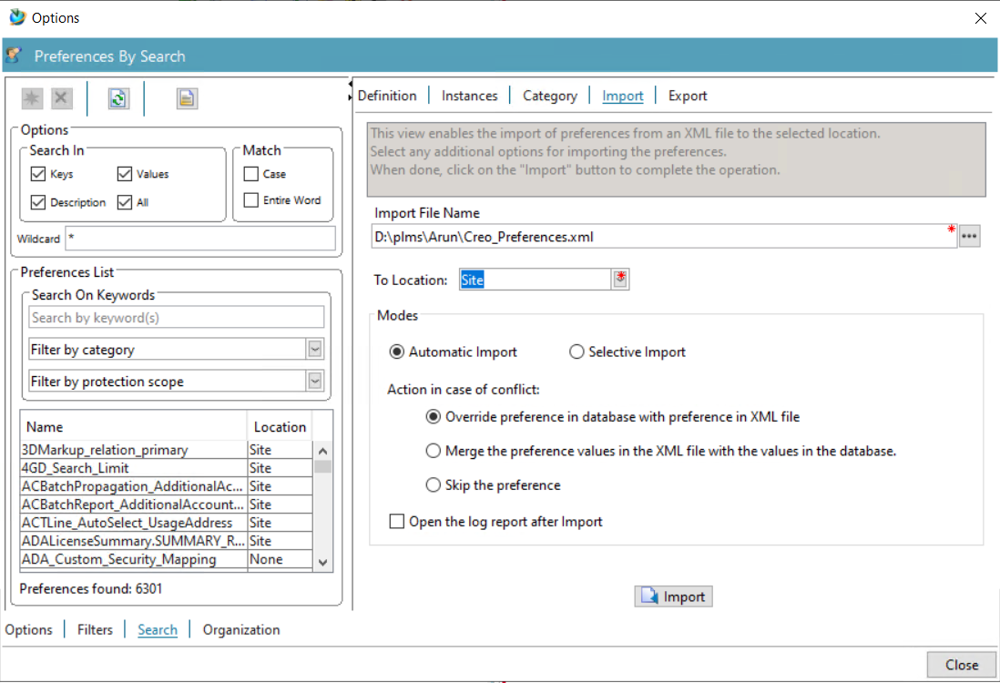 Options
Preferences By Search
Options
Search In
Keys
Values
Description
All
Match
Case
Entire Word
Wildcard
*
Preferences List
Search On Keywords
Search by keyword(s)
Filter by category
Filter by protection scope
Name Location
3DMarkup_relation_primary Site
4GD_Search_Limit Site
ACBatchPropagation_AdditionalAc... Site
ACBatchReport_AdditionalAccount... Site
ACTLine_AutoSelect_UsageAddress Site
ADALicenseSummary.SUMMARY_R... Site
ADA_Custom_Security_Mapping None
Preferences found: 6301
Definition Instances Category Import Export
This view enables the import of preferences from an XML file to the selected location.
Select any additional options for importing the preferences.
When done, click on the "Import" button to complete the operation.
Import File Name
D:\plms\Arun\Creo_Preferences.xml
To Location: Site
Modes
Automatic Import Selective Import
Action in case of conflict:
Override preference in database with preference in XML file
Merge the preference values in the XML file with the values in the database.
Skip the preference
Open the log report after Import
Import
Options Filters Search Organization
Close